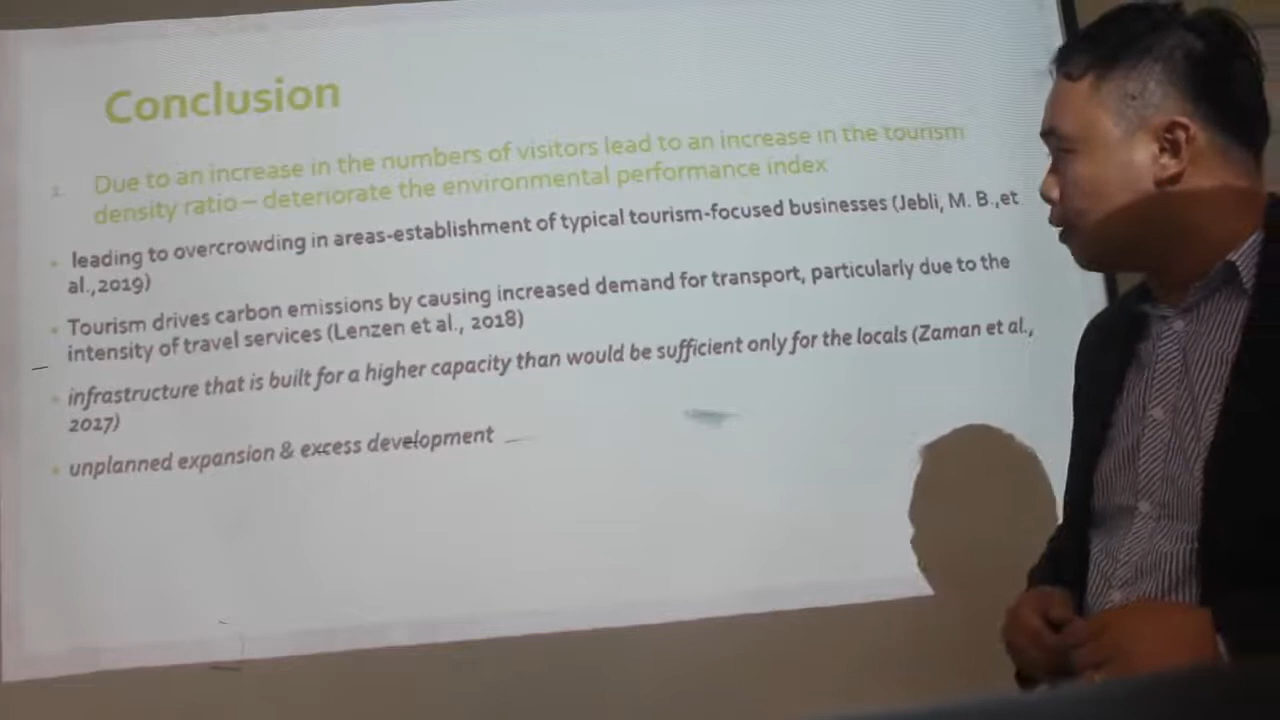 Conclusion
1. Due to an increase in the numbers of visitors lead to an increase in the tourism
density ratio – deteriorate the environmental performance index
leading to overcrowding in areas-establishment of typical tourism-focused businesses (Jebli, M. B.,et
al.,2019)
Tourism drives carbon emissions by causing increased demand for transport, particularly due to the
intensity of travel services (Lenzen et al., 2018)
infrastructure that is built for a higher capacity than would be sufficient only for the locals (Zaman et al.,
2017)
unplanned expansion & excess development